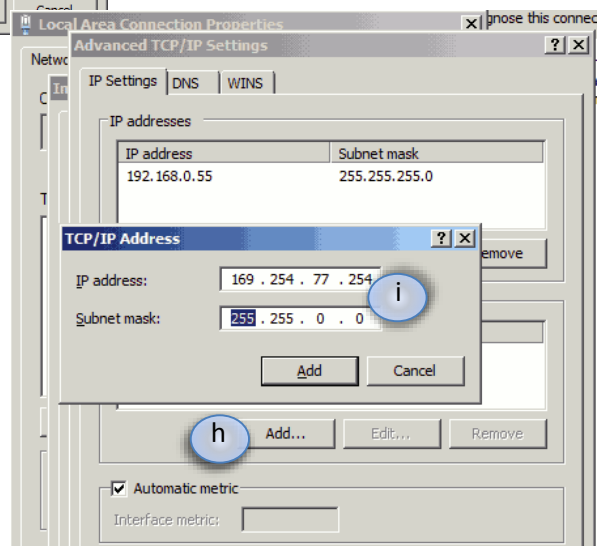 Cancel
Local Area Connection Properties
gnose this connec
Advanced TCP/IP Settings
Netwo
IP Settings DNS WINS
In
C
IP addresses
IP address Subnet mask
192.168.0.55 255.255.255.0
T
TCP/IP Address
emove
IP address: 169 . 254 . 77 . 254
i
Subnet mask: 255 . 255 . 0 . 0
Add Cancel
h
Add... Edit... Remove
Automatic metric
Interface metric: